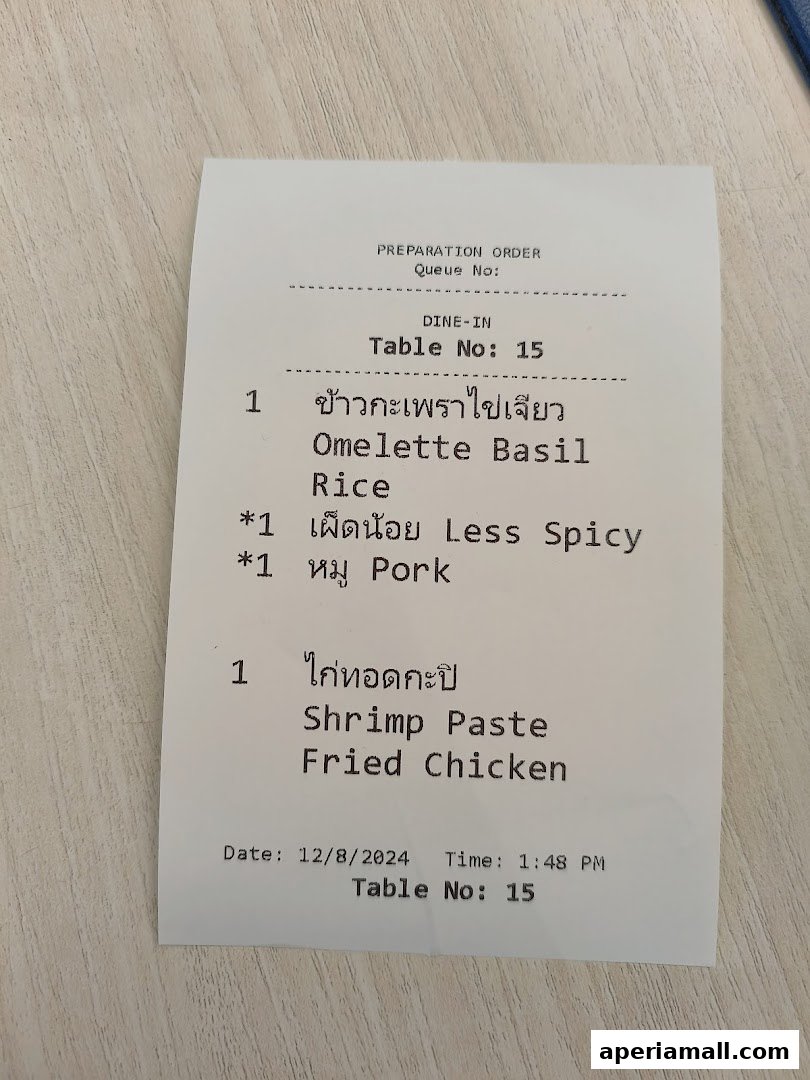 PREPARATION ORDER
Queue No:
DINE-IN
Table No: 15
1 ข้าวกะเพราไข่เจียว
Omelette Basil
Rice
*1 เผ็ดน้อย Less Spicy
*1 หมู Pork
1 ไก่ทอดกะปิ
Shrimp Paste
Fried Chicken
Date: 12/8/2024 Time: 1:48 PM
Table No: 15
aperiamall.com